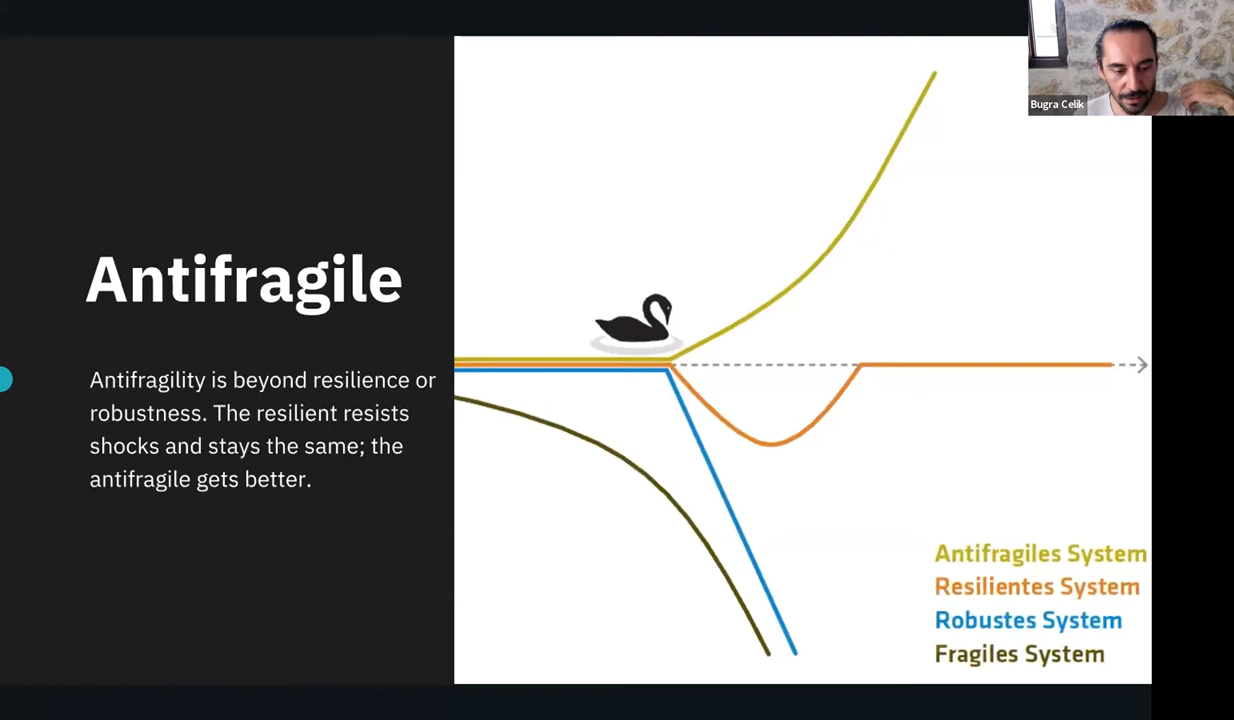 Bugra Celik
Antifragile
Antifragility is beyond resilience or
robustness. The resilient resists
shocks and stays the same; the
antifragile gets better.
Antifragiles System
Resilientes System
Robustes System
Fragiles System